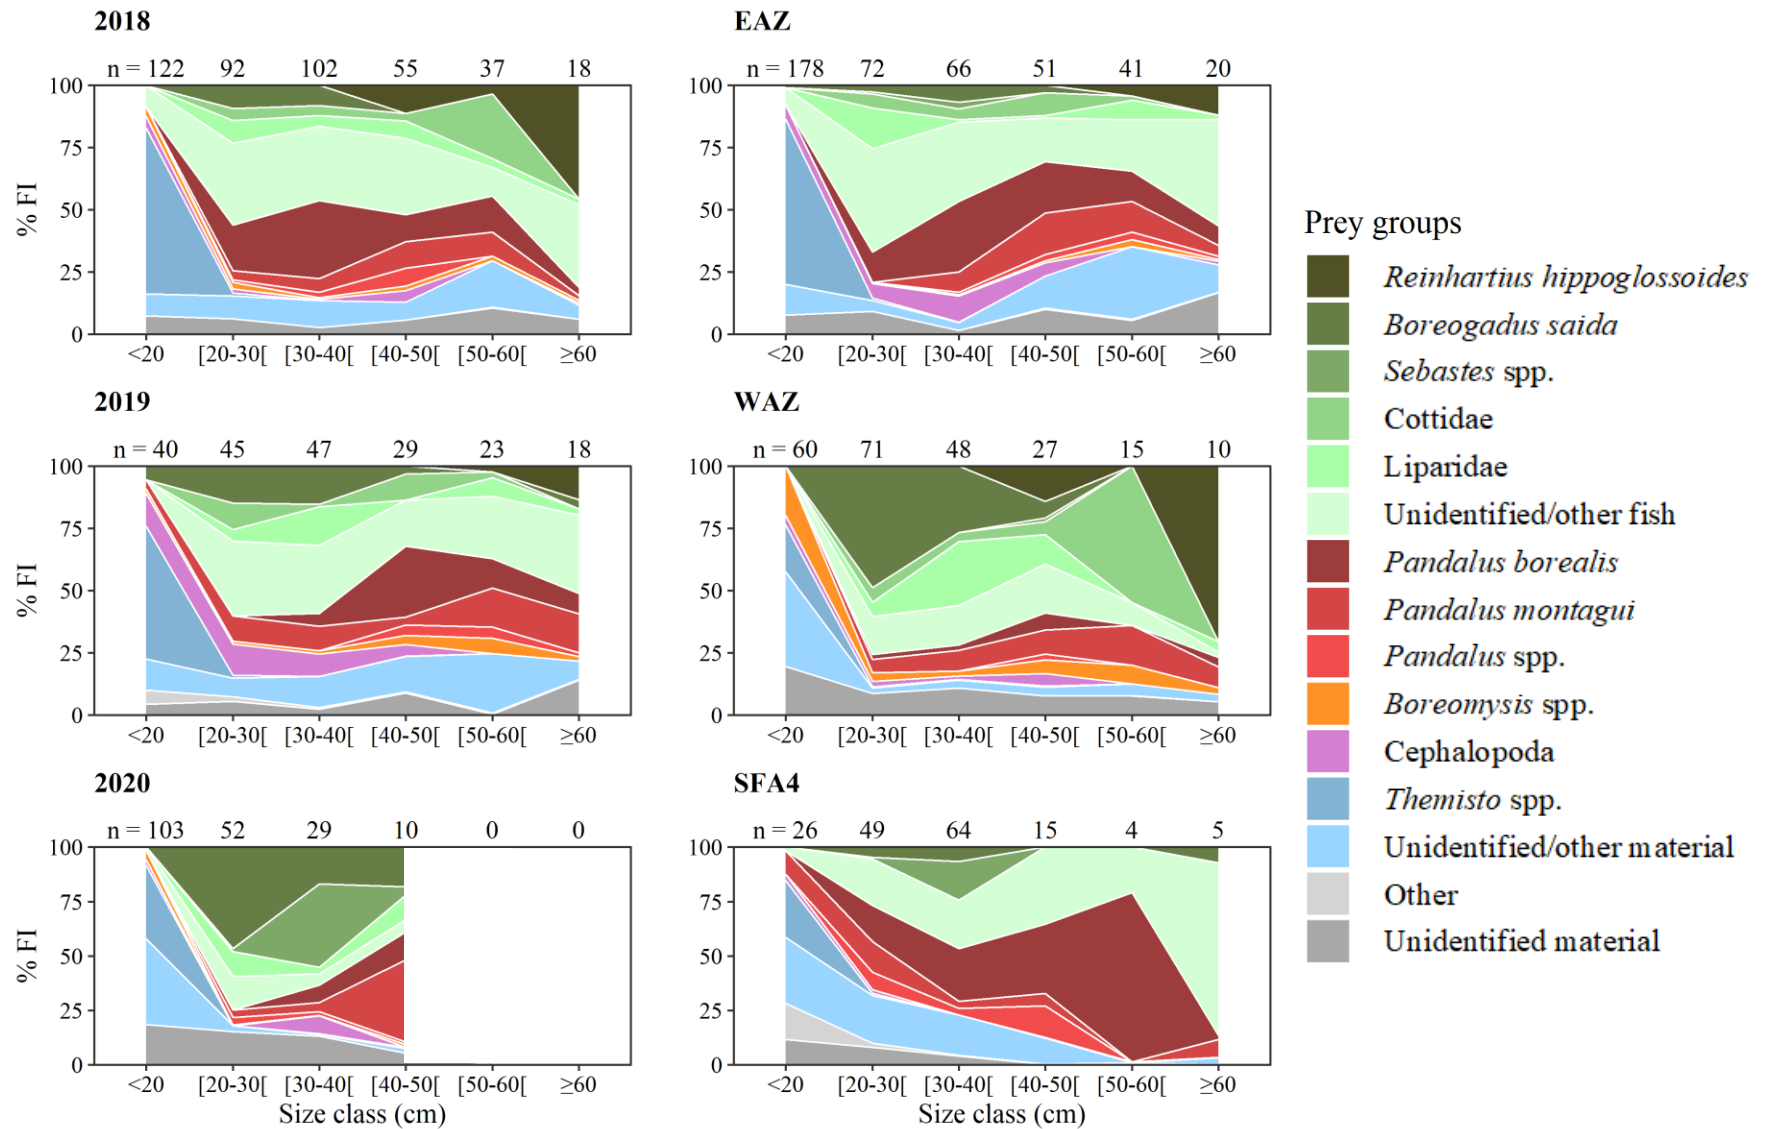 2018
n = 122 92 102 55 37 18
100
75
50
25
0
% FI
<20 [20-30[ [30-40[ [40-50[ [50-60[ ≥60
EAZ
n = 178 72 66 51 41 20
100
75
50
25
0
<20 [20-30[ [30-40[ [40-50[ [50-60[ ≥60
2019
n = 40 45 47 29 23 18
100
75
50
25
0
% FI
<20 [20-30[ [30-40[ [40-50[ [50-60[ ≥60
WAZ
n = 60 71 48 27 15 10
100
75
50
25
0
<20 [20-30[ [30-40[ [40-50[ [50-60[ ≥60
2020
n = 103 52 29 10 0 0
100
75
50
25
0
% FI
<20 [20-30[ [30-40[ [40-50[ [50-60[ ≥60
Size class (cm)
SFA4
n = 26 49 64 15 4 5
100
75
50
25
0
<20 [20-30[ [30-40[ [40-50[ [50-60[ ≥60
Size class (cm)
Prey groups
Reinhartius hippoglossoides
Boreogadus saida
Sebastes spp.
Cottidae
Liparidae
Unidentified/other fish
Pandalus borealis
Pandalus montagui
Pandalus spp.
Boreomysis spp.
Cephalopoda
Themisto spp.
Unidentified/other material
Other
Unidentified material